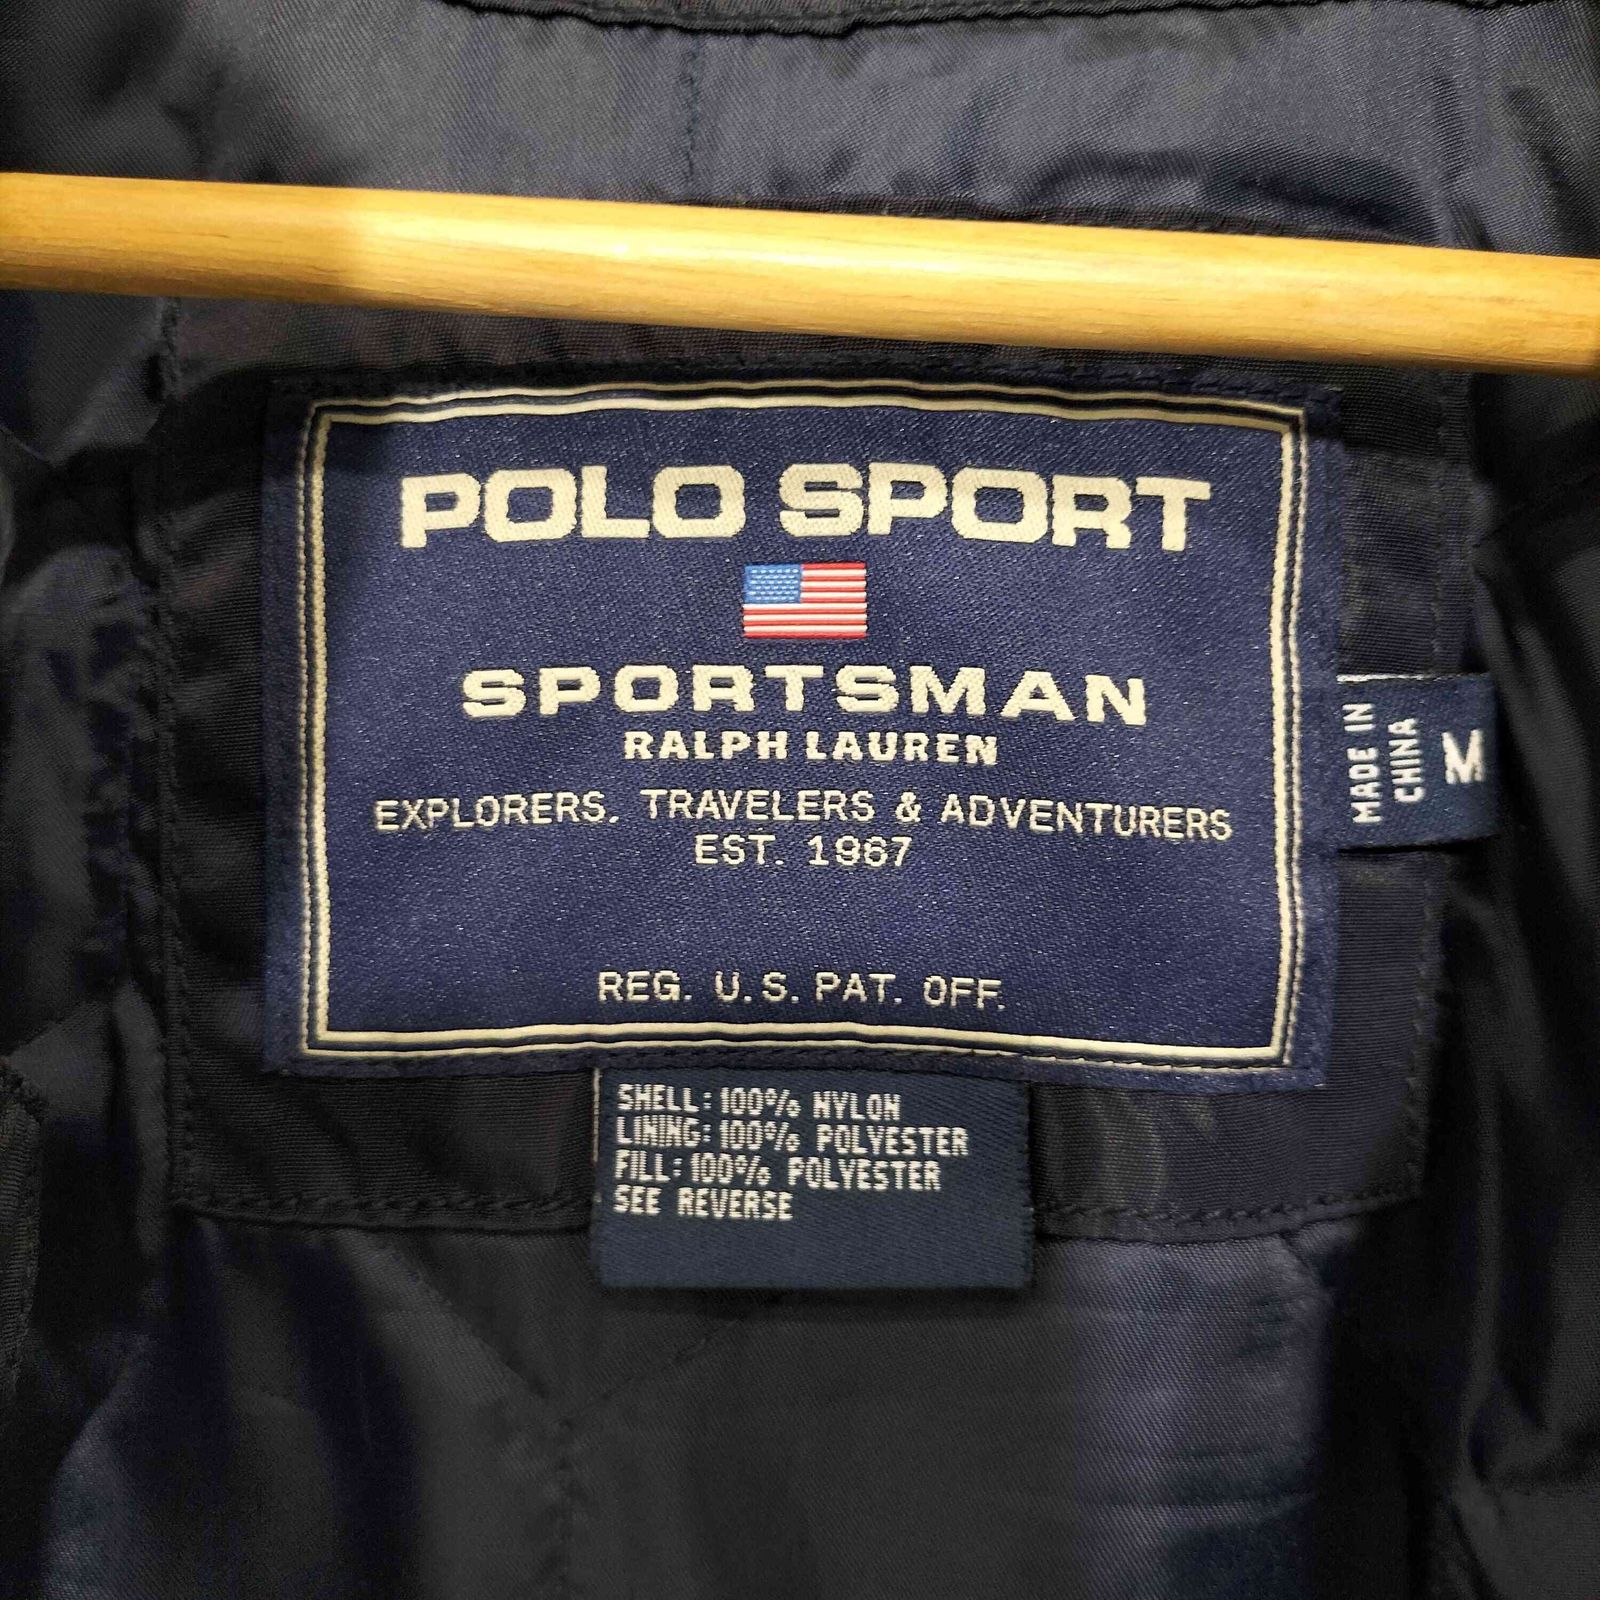 POLO SPORT
SPORTSMAN
RALPH LAUREN
EXPLORERS, TRAVELERS & ADVENTURERS
EST. 1967
REG. U.S. PAT. OFF.
MADE IN
CHINA
M
SHELL: 100% NYLON
LINING: 100% POLYESTER
FILL: 100% POLYESTER
SEE REVERSE